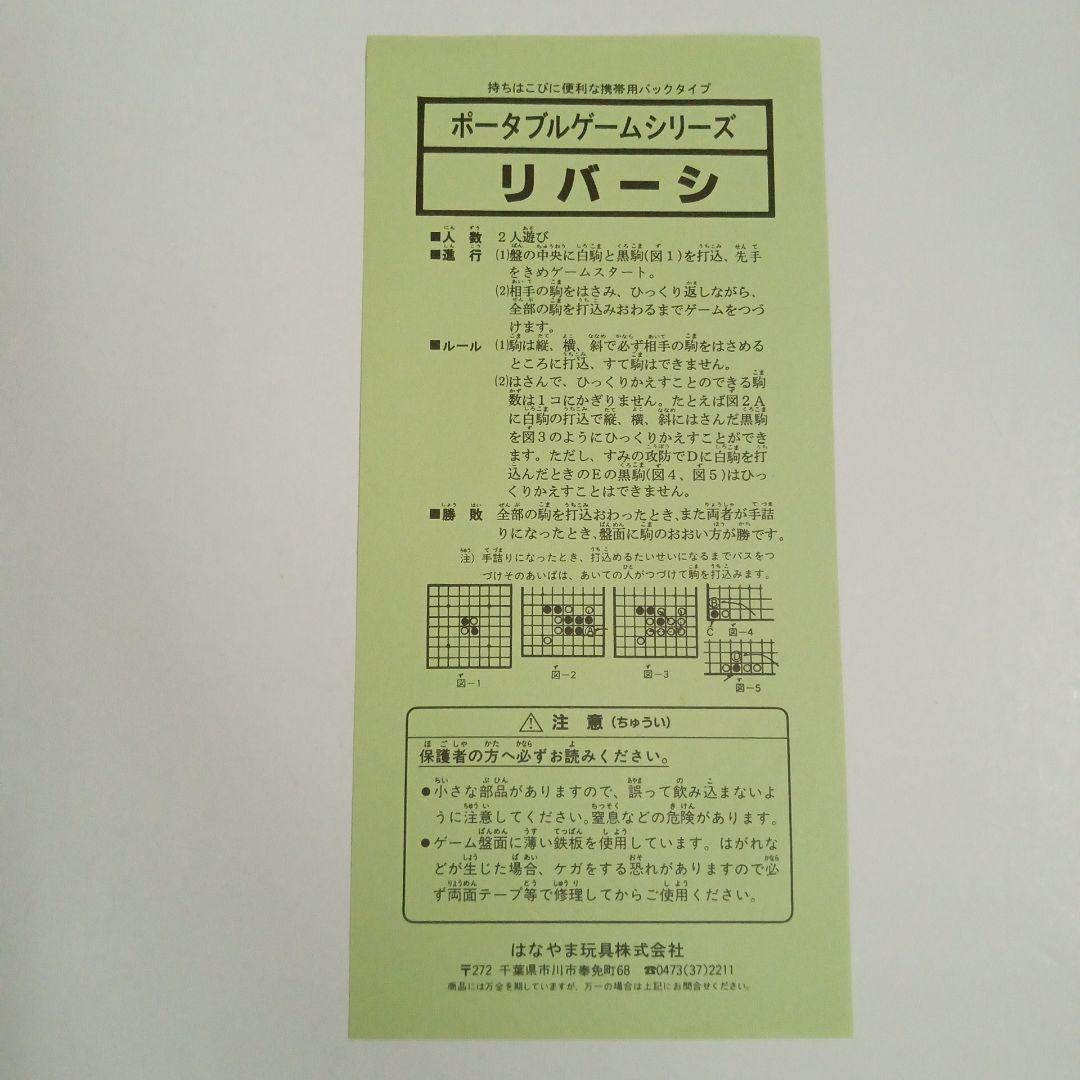 持ちはこびに便利な携帯用パックタイプ
ポータブルゲームシリーズ
リバーシ
■人数 2人遊び
■進行 (1)盤の中央に白駒と黒駒(図1)を打込、先手
をきめゲームスタート。
(2)相手の駒をはさみ、ひっくり返しながら、
全部の駒を打込みおわるまでゲームをつづ
けます。
■ルール (1)駒は縦、横、斜で必ず相手の駒をはさめる
ところに打込、すて駒はできません。
(2)はさんで、ひっくりかえすことのできる駒
数は1コにかぎりません。たとえば図2A
に白駒の打込で縦、横、斜にはさんだ黒駒
を図3のようにひっくりかえすことができ
ます。ただし、すみの攻防でDに白駒を打
込んだときのEの黒駒(図4、図5)はひっ
くりかえすことはできません。
■勝敗 全部の駒を打込おわったとき、また両者が手詰
りになったとき、盤面に駒のおおい方が勝です。
注) 手詰りになったとき、打込めるたいせいになるまでパスをつ
づけそのあいばは、あいての人がつづけて駒を打込みます。
A
B
C 図-4
図-1
図-2
図-3
D
図-5
⚠ 注意(ちゅうい)
保護者の方へ必ずお読みください。
●小さな部品がありますので、誤って飲み込まないよ
うに注意してください。窒息などの危険があります。
●ゲーム盤面に薄い鉄板を使用しています。はがれな
どが生じた場合、ケガをする恐れがありますので必
ず両面テープ等で修理してからご使用ください。
はなやま玩具株式会社
〒272 千葉県市川市奉免町68 ☎0473(37)2211
商品には万全を期していますが、万一の場合は上記にお問合せください。